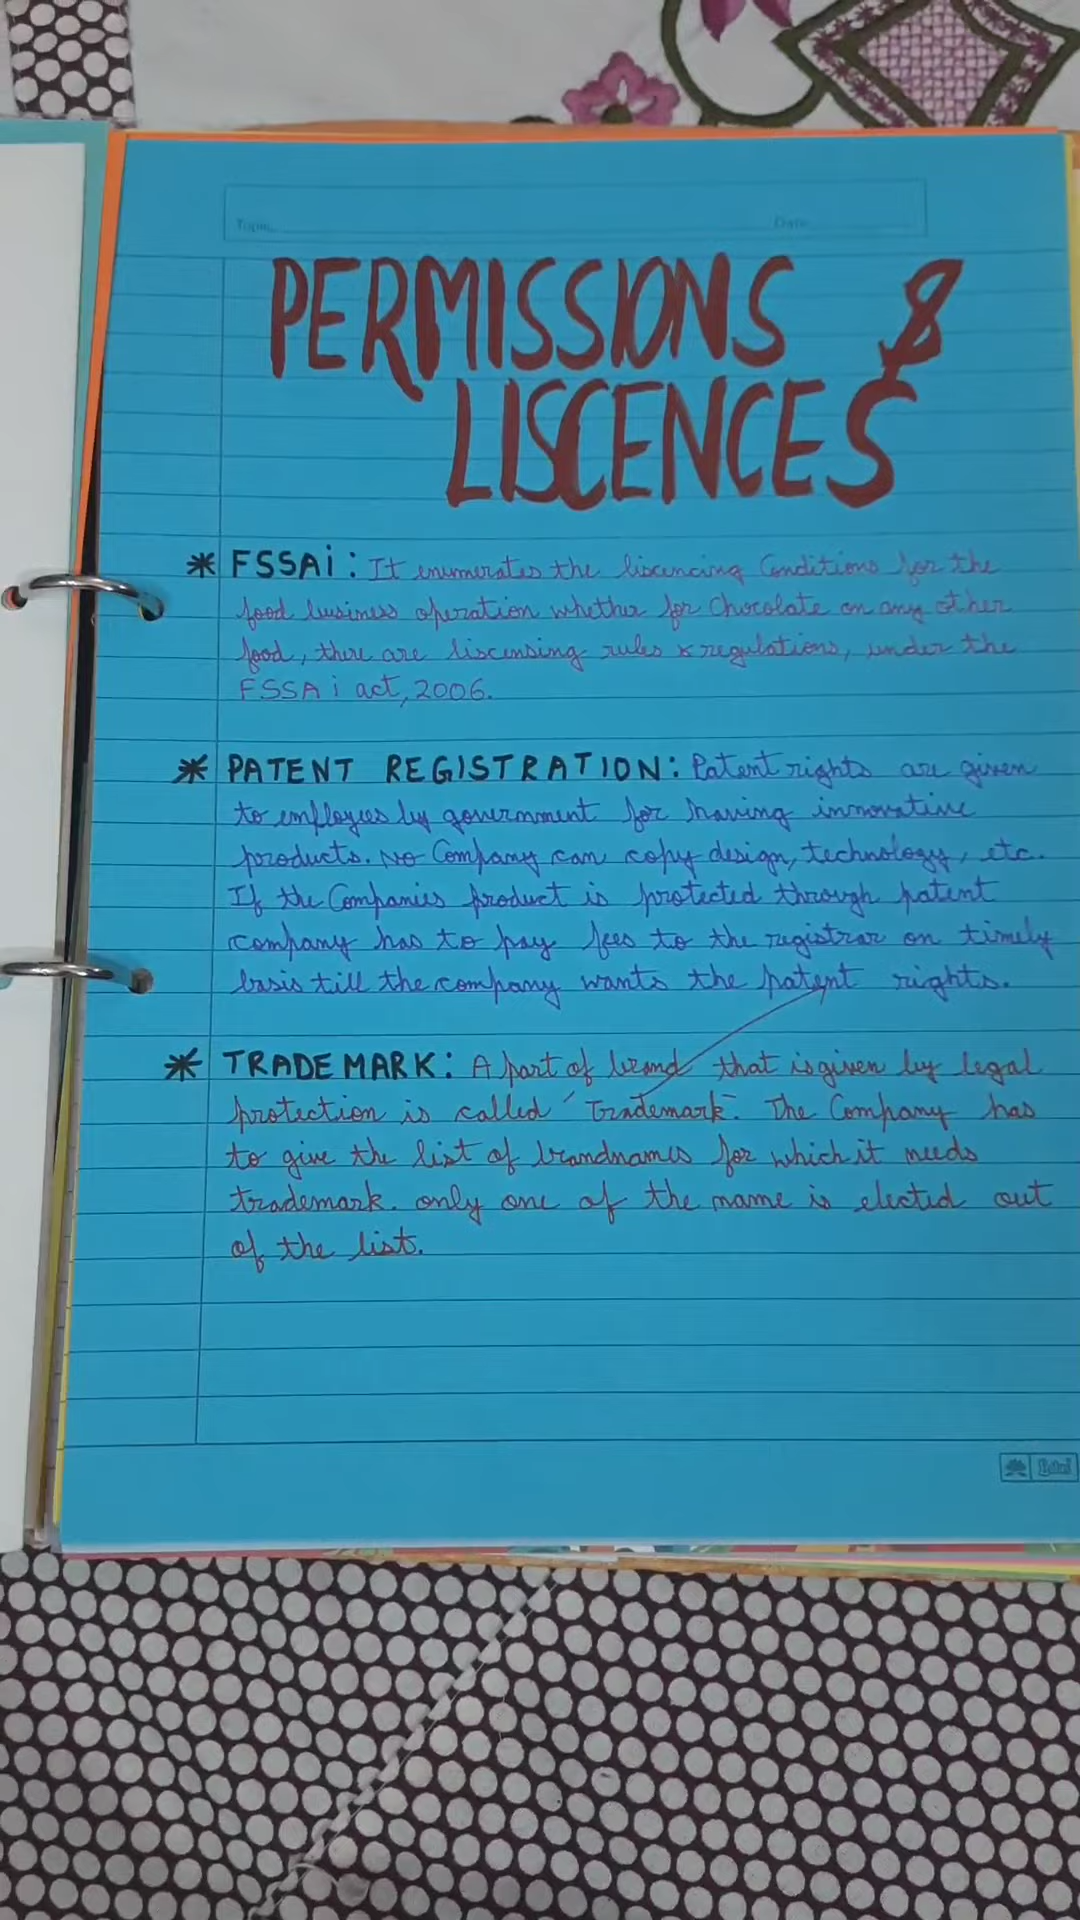 Topic
Date
PERMISSIONS &
LISCENCES
* FSSAi: It enumerates the liscencing Conditions for the
food business operation whether for Chocolate on any other
food, there are liscensing rules & regulations, under the
FSSAi act, 2006.
* PATENT REGISTRATION: Patent rights are given
to employees by government for having innovative
products. No Company can copy design, technology, etc.
If the Companies product is protected through patent
company has to pay fees to the registrar on timely
basis till the company wants the patent rights.
* TRADEMARK: A part of brand that is given by legal
protection is called 'Trademark'. The Company has
to give the list of brandnames for which it needs
trademark. only one of the name is elected out
of the list.